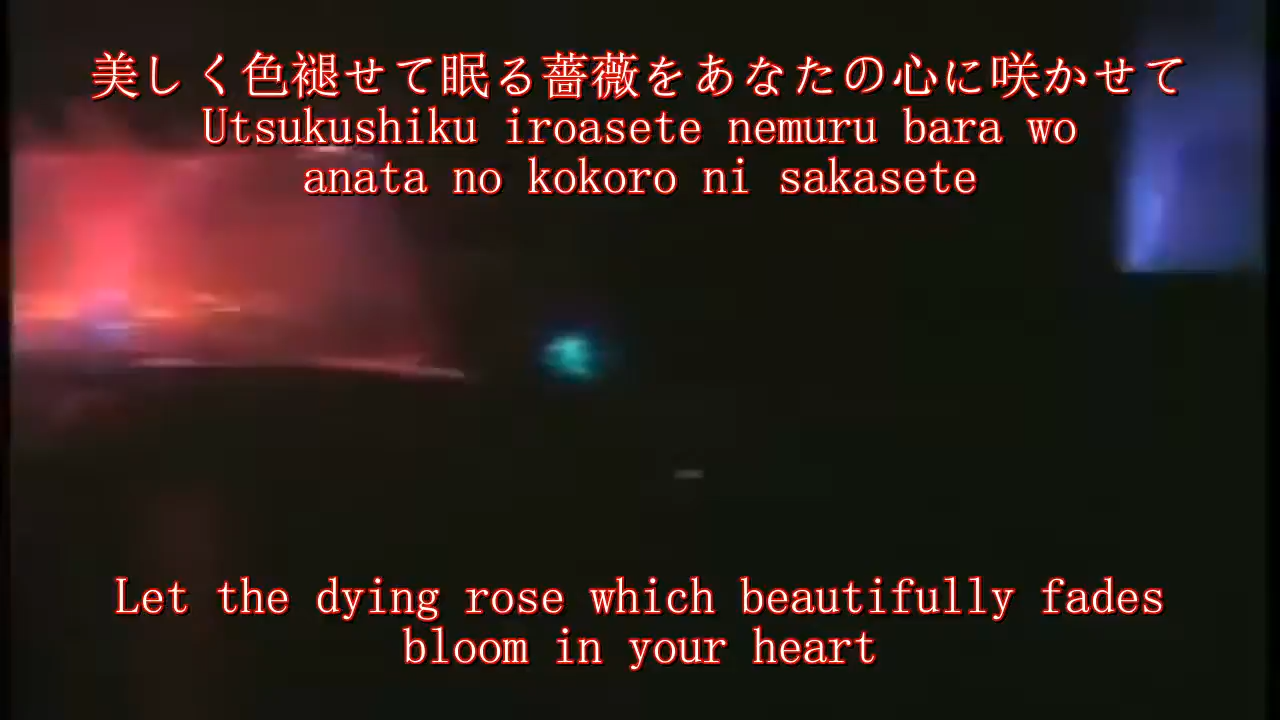 美しく色褪せて眠る薔薇をあなたの心に咲かせて
Utsukushiku iroasete nemuru bara wo
anata no kokoro ni sakasete
Let the dying rose which beautifully fades
bloom in your heart